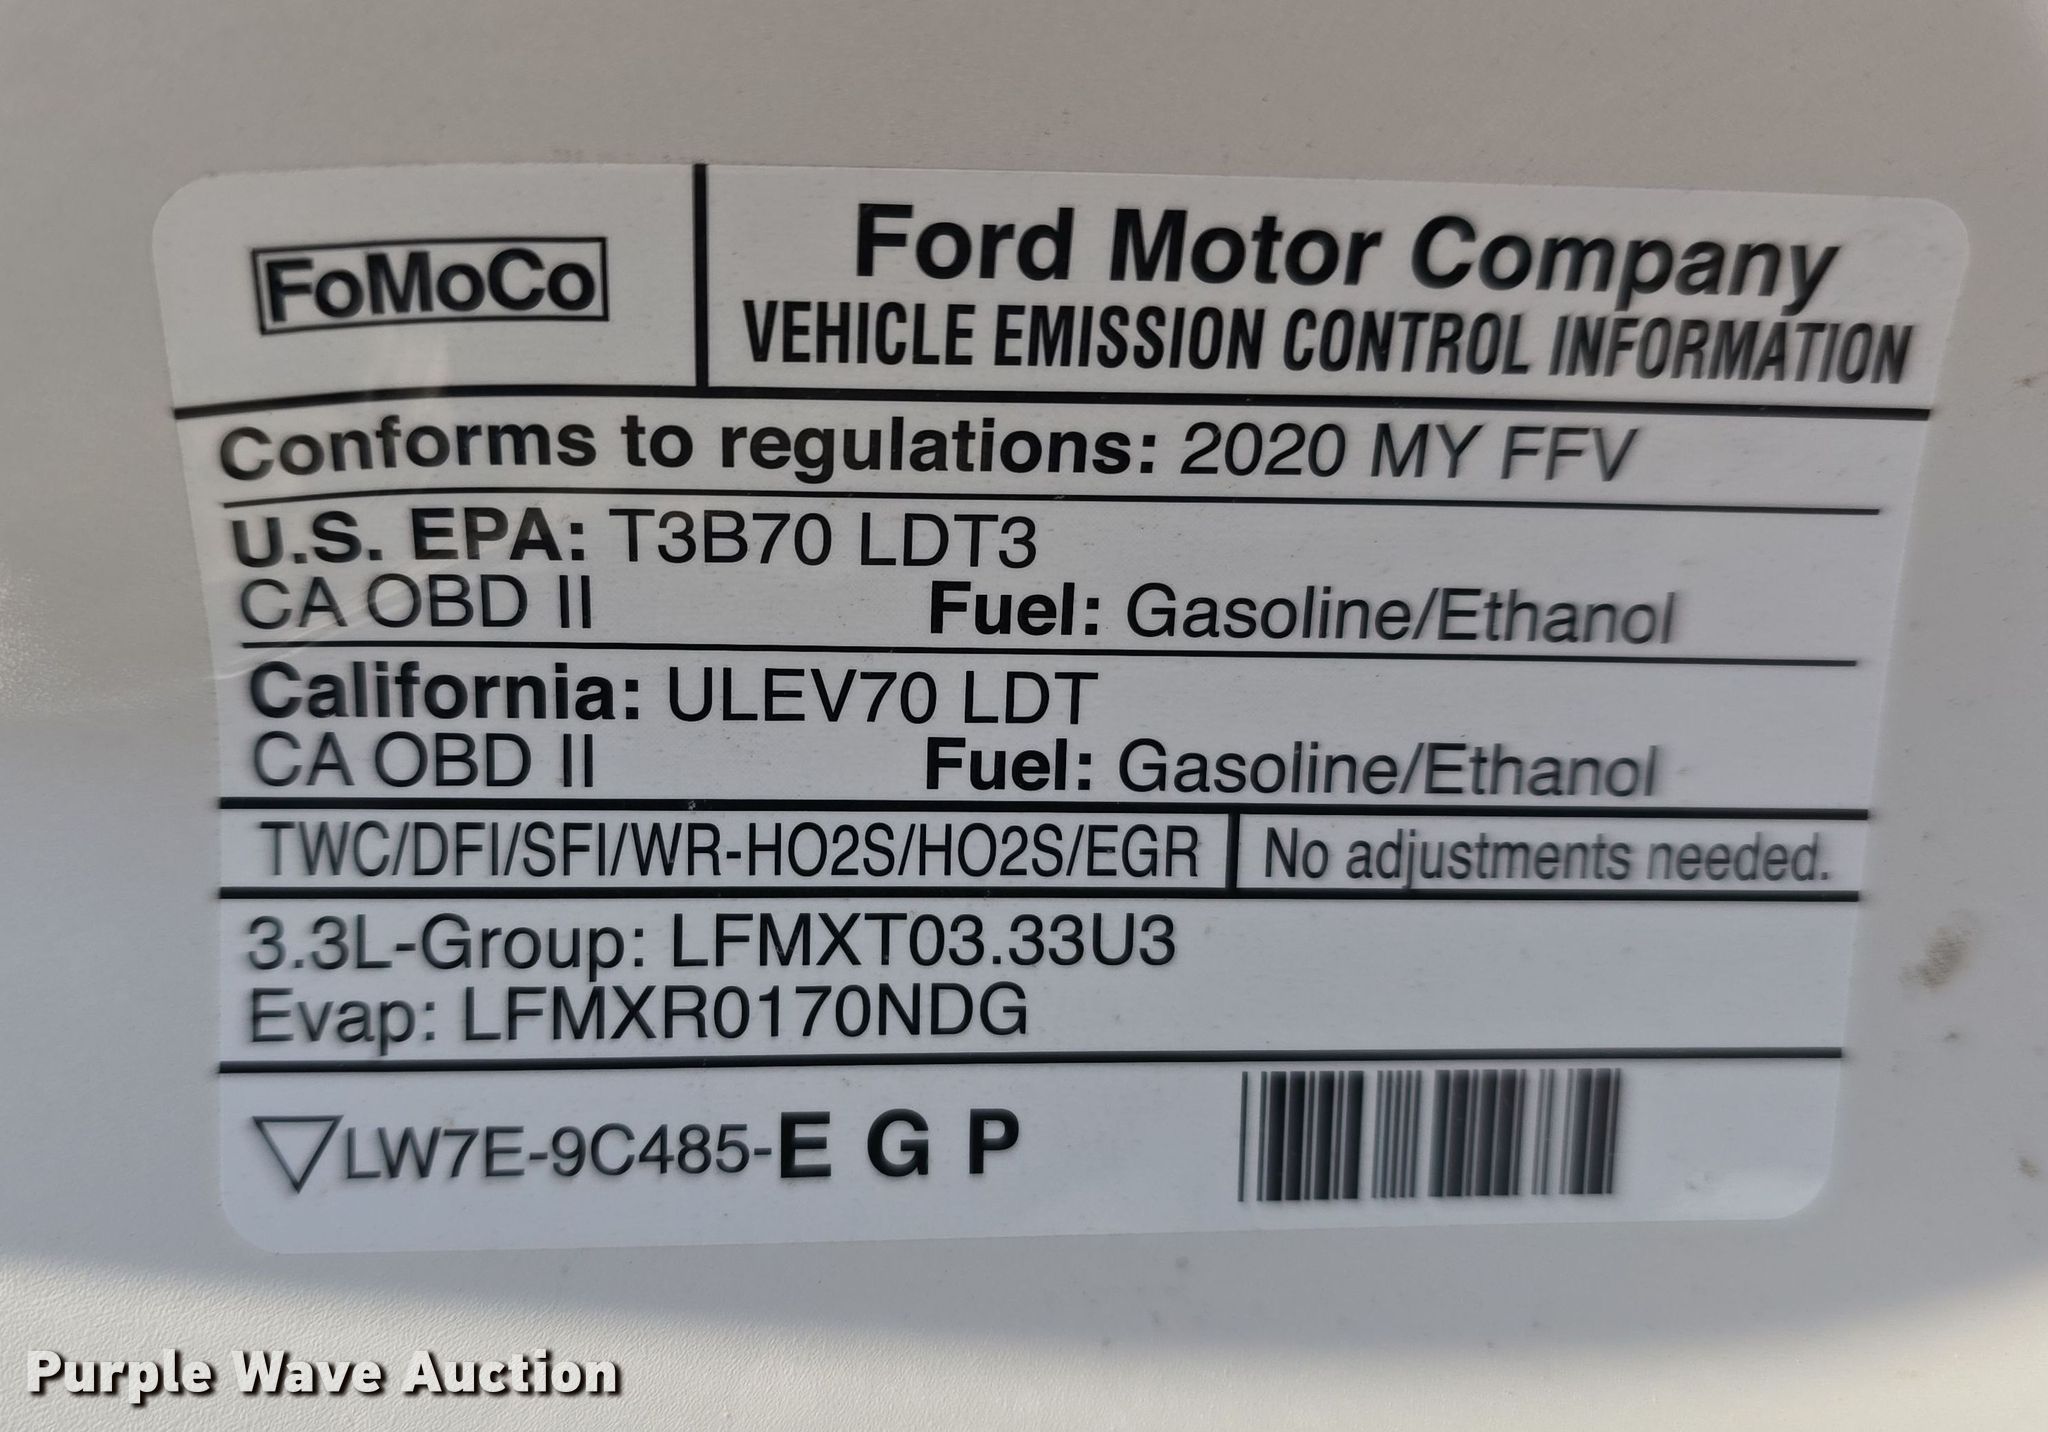 FoMoCo
Ford Motor Company
VEHICLE EMISSION CONTROL INFORMATION
Conforms to regulations: 2020 MY FFV
U.S. EPA: T3B70 LDT3
CA OBD II Fuel: Gasoline/Ethanol
California: ULEV70 LDT
CA OBD II Fuel: Gasoline/Ethanol
TWC/DFI/SFI/WR-HO2S/HO2S/EGR No adjustments needed.
3.3L-Group: LFMXT03.33U3
Evap: LFMXR0170NDG
LW7E-9C485-E G P
Purple Wave Auction